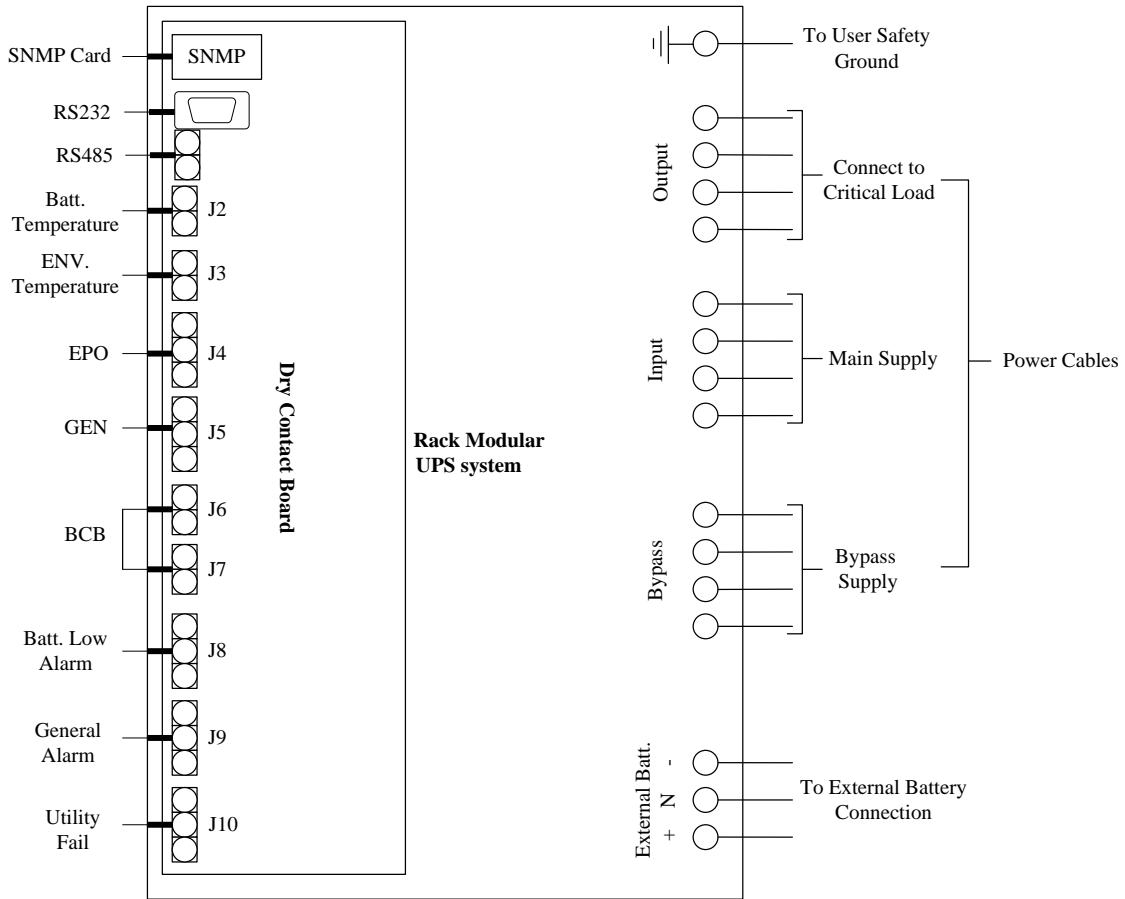 SNMP Card
SNMP
RS232
RS485
Batt.
Temperature
J2
ENV.
Temperature
J3
EPO
J4
GEN
J5
BCB
J6
J7
Batt. Low
Alarm
J8
General
Alarm
J9
Utility
Fail
J10
Dry Contact Board
Rack Modular
UPS system
To User Safety
Ground
Output
Connect to
Critical Load
Input
Main Supply
Power Cables
Bypass
Bypass
Supply
External Batt.
-
N
+
To External Battery
Connection